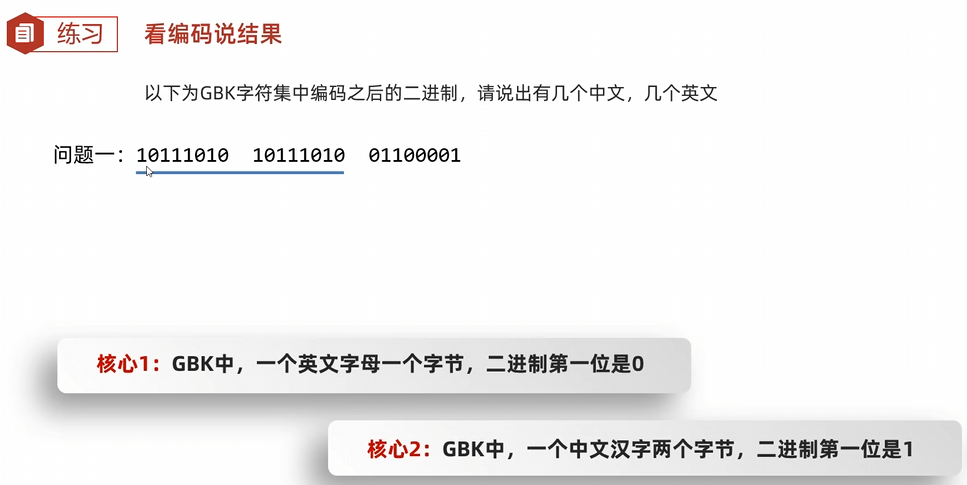 练习
看编码说结果
以下为GBK字符集中编码之后的二进制，请说出有几个中文，几个英文
问题一：10111010 10111010 01100001
核心1：GBK中，一个英文字母一个字节，二进制第一位是0
核心2：GBK中，一个中文汉字两个字节，二进制第一位是1